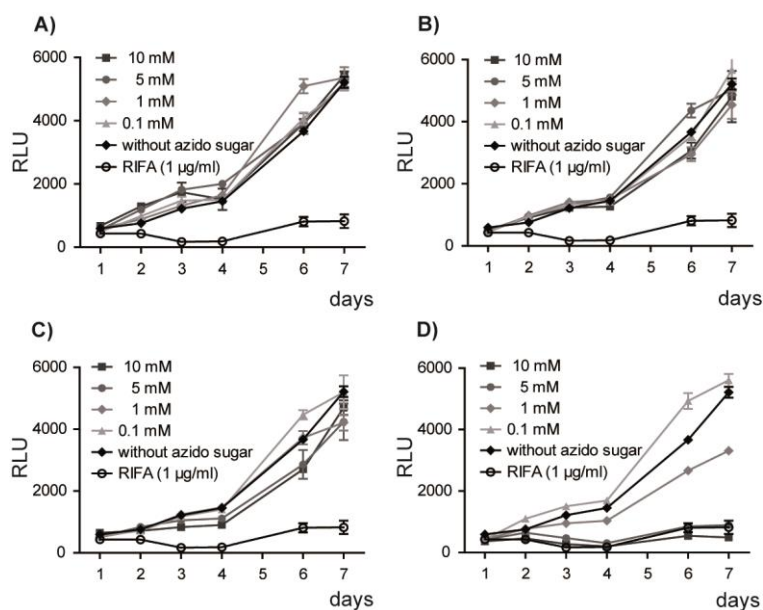 A)
6000
4000
2000
0
RLU
10 mM
5 mM
1 mM
0.1 mM
without azido sugar
RIFA (1 µg/ml)
1 2 3 4 5 6 7
days
B)
6000
4000
2000
0
RLU
10 mM
5 mM
1 mM
0.1 mM
without azido sugar
RIFA (1 µg/ml)
1 2 3 4 5 6 7
days
C)
6000
4000
2000
0
RLU
10 mM
5 mM
1 mM
0.1 mM
without azido sugar
RIFA (1 µg/ml)
1 2 3 4 5 6 7
days
D)
6000
4000
2000
0
RLU
10 mM
5 mM
1 mM
0.1 mM
without azido sugar
RIFA (1 µg/ml)
1 2 3 4 5 6 7
days